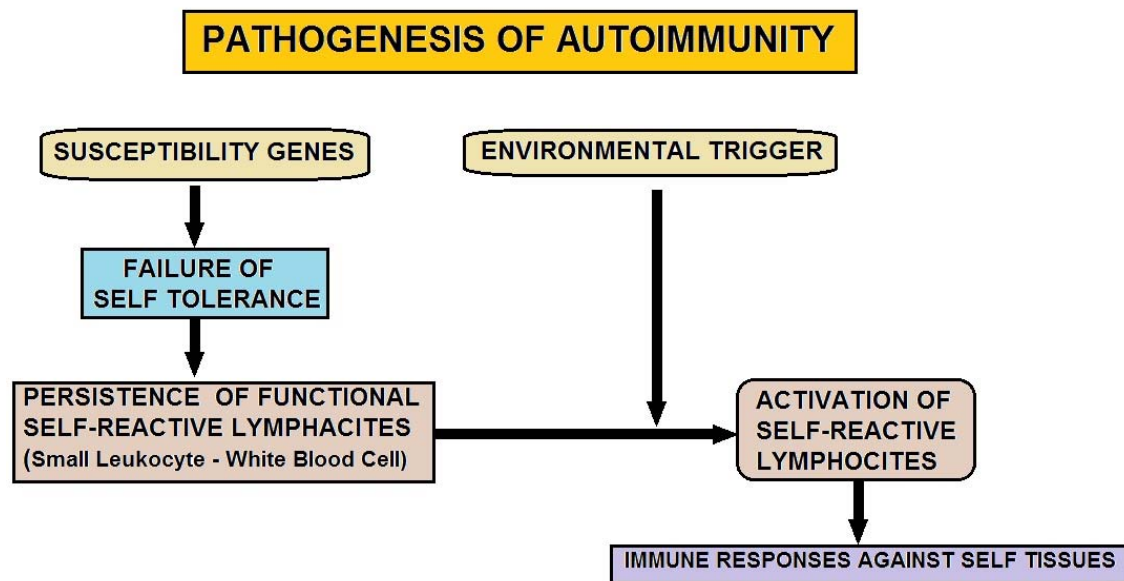 PATHOGENESIS OF AUTOIMMUNITY
SUSCEPTIBILITY GENES
ENVIRONMENTAL TRIGGER
FAILURE OF
SELF TOLERANCE
PERSISTENCE OF FUNCTIONAL
SELF-REACTIVE LYMPHACITES
(Small Leukocyte - White Blood Cell)
ACTIVATION OF
SELF-REACTIVE
LYMPHOCITES
IMMUNE RESPONSES AGAINST SELF TISSUES